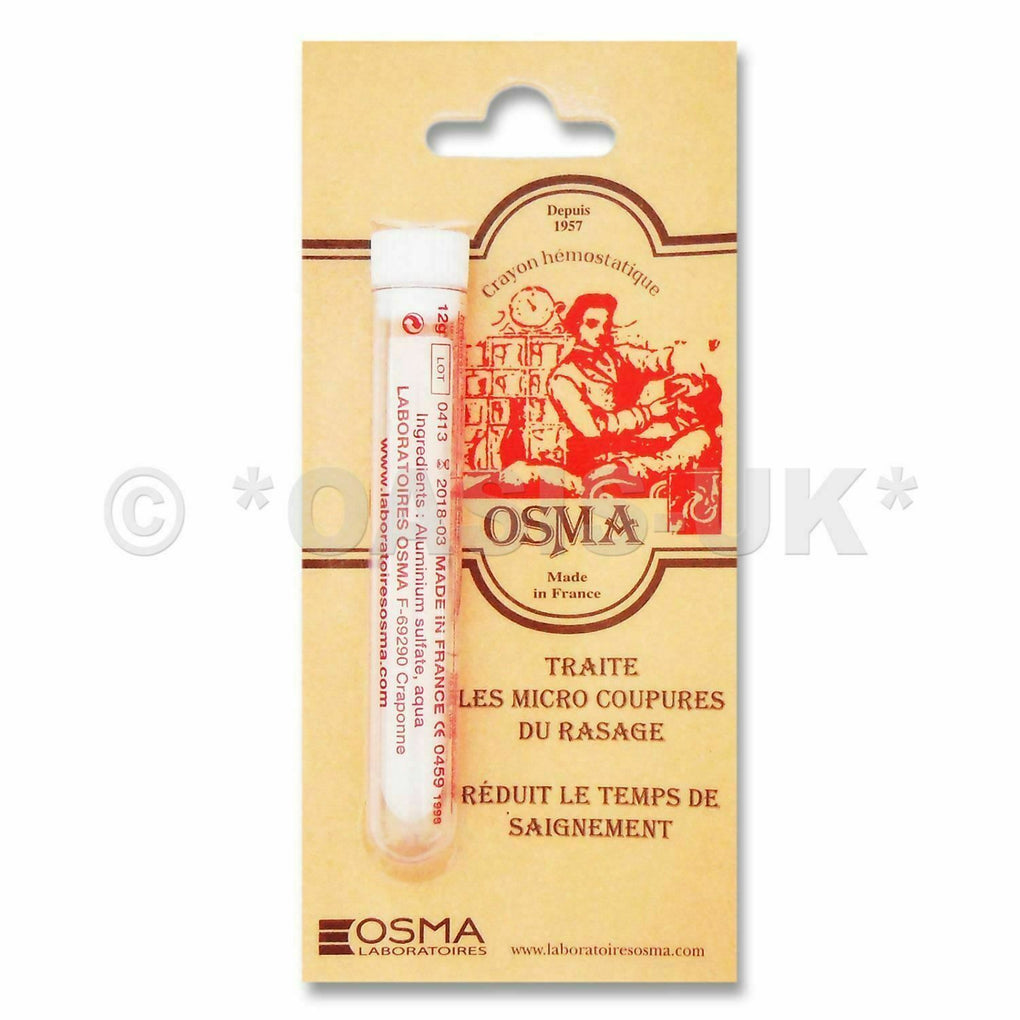 Depuis
1957
Crayon hémostatique
OSMA
Made
in France
TRAITE
LES MICRO COUPURES
DU RASAGE
RÉDUIT LE TEMPS DE
SAIGNEMENT
12g LOT 0413 2018-03 MADE iN FRANCE CE 0459 1998
Ingredients : Aluminium sulfate, aqua
LABORATOIRES OSMA F-69290 Craponne
www.laboratoiresosma.com
OSMA
LABORATOIRES
www.laboratoiresosma.com
© *OASIS-UK*